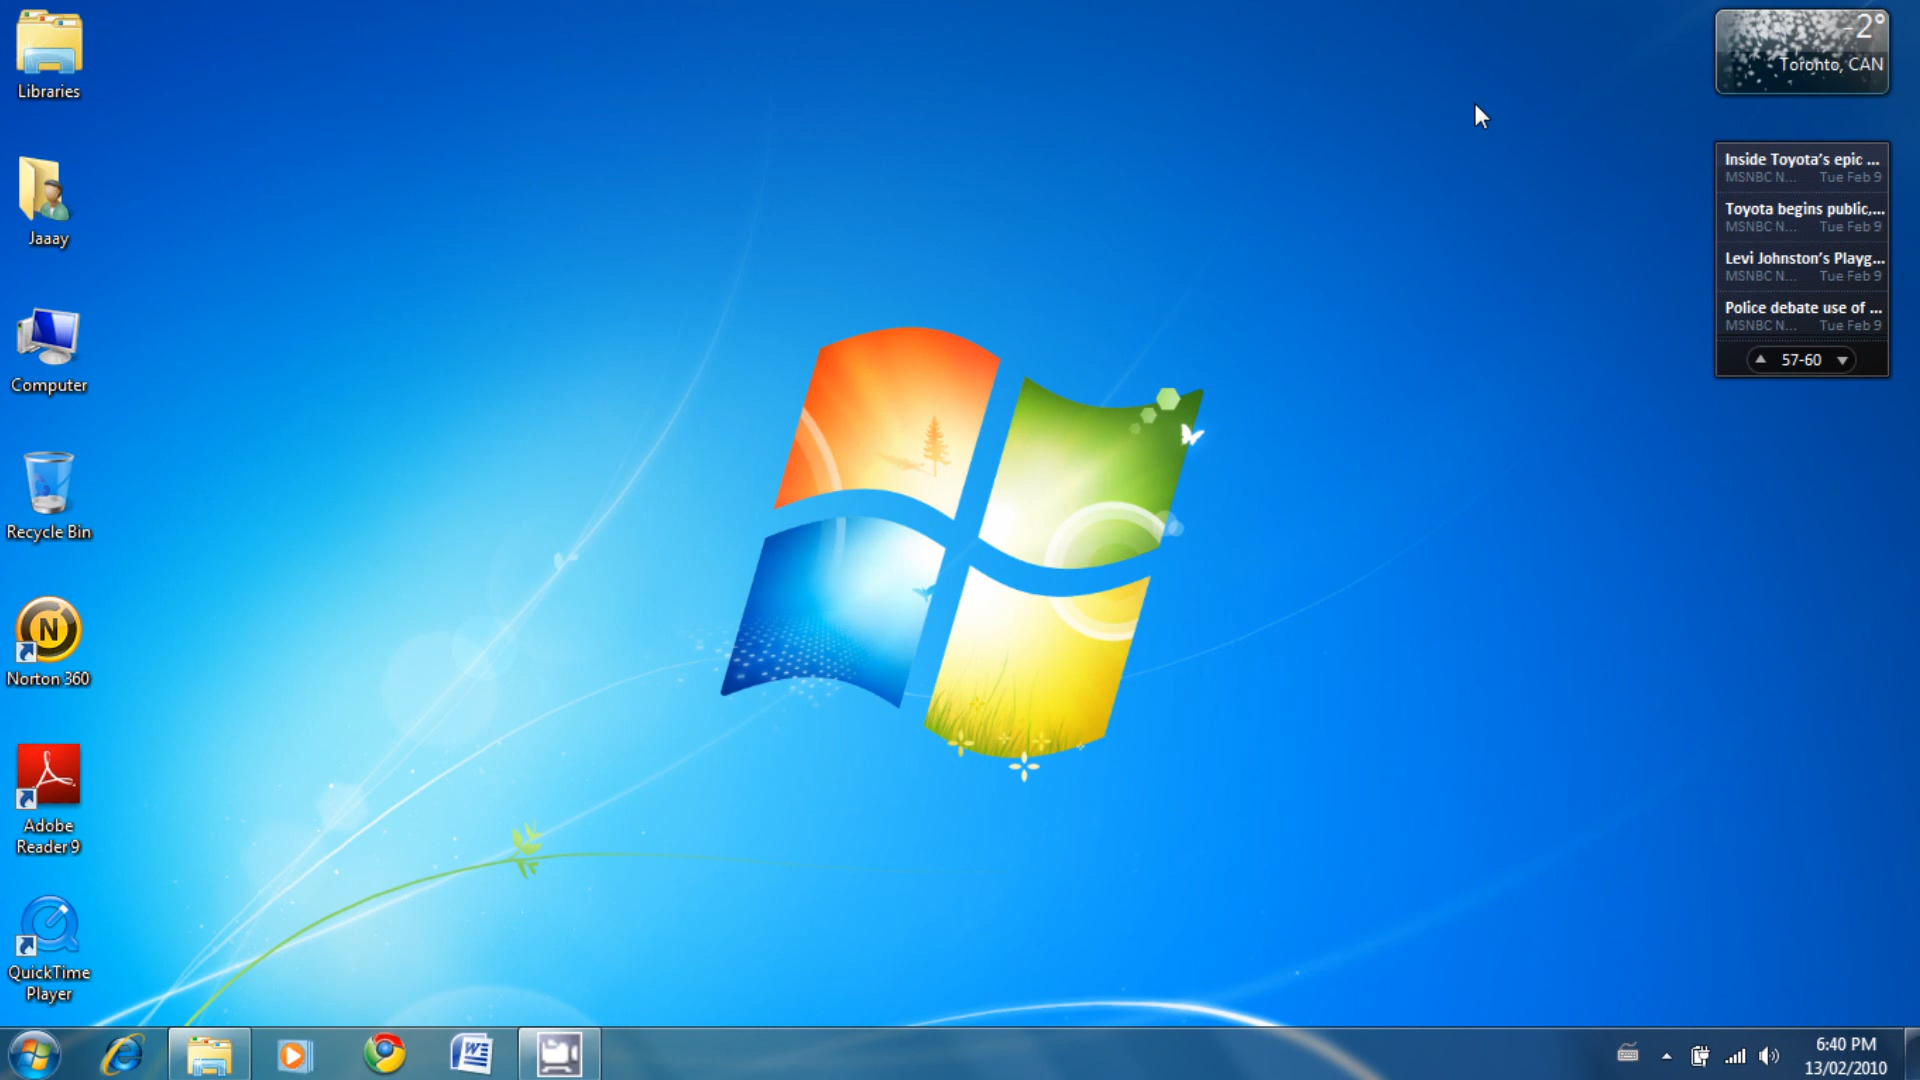 Libraries
Jaaay
Computer
Recycle Bin
N
Norton 360
Adobe
Reader 9
QuickTime
Player
-2°
Toronto, CAN
Inside Toyota's epic ...
MSNBC N... Tue Feb 9
Toyota begins public,...
MSNBC N... Tue Feb 9
Levi Johnston's Playg...
MSNBC N... Tue Feb 9
Police debate use of ...
MSNBC N... Tue Feb 9
57-60
W
6:40 PM
13/02/2010